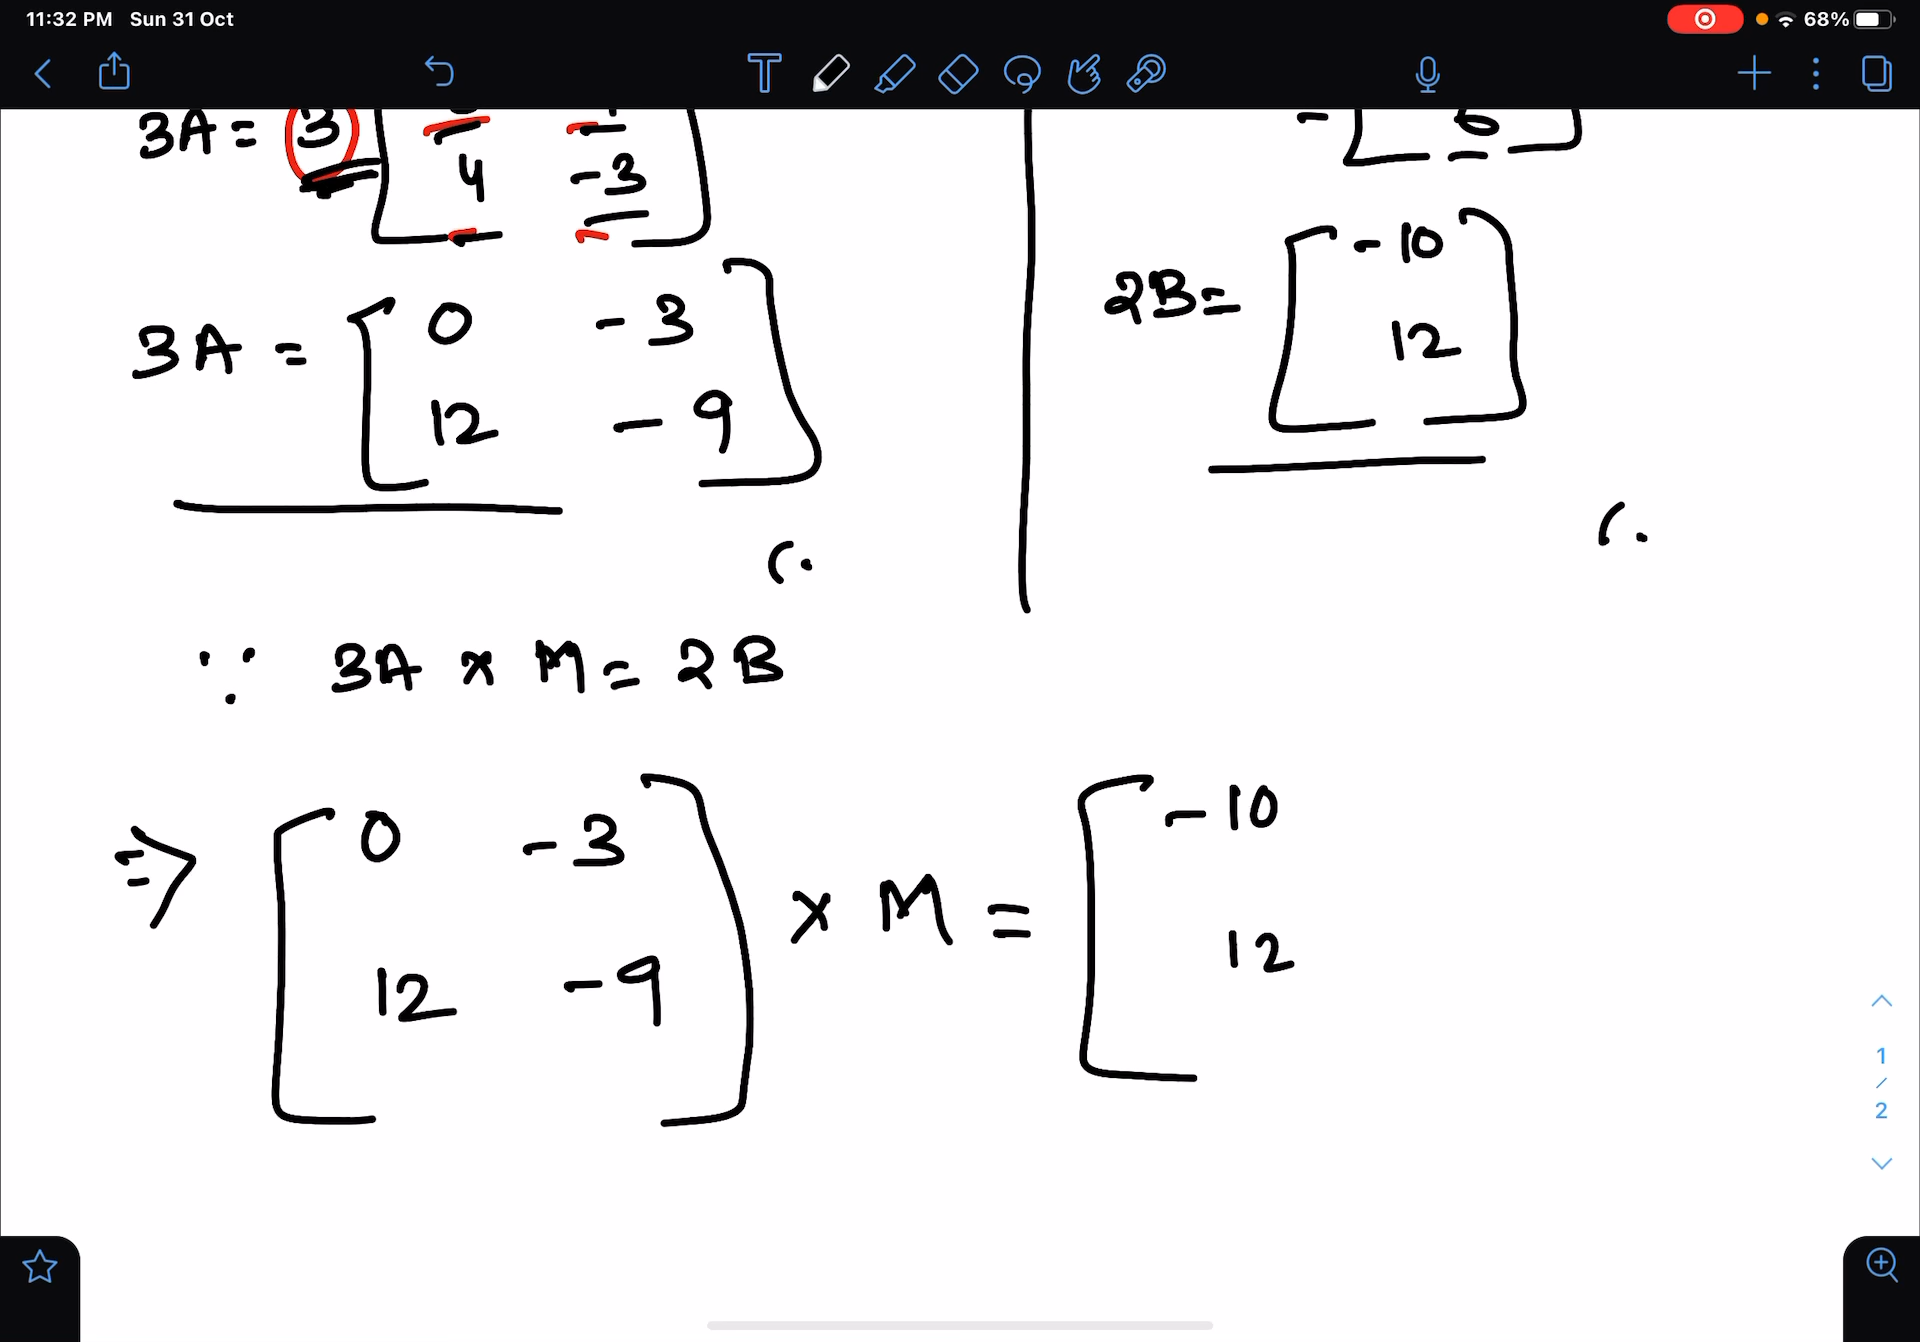 11:32 PM Sun 31 Oct 68%
T
3A = 3 [
4 -3
6
3A = [ 0 -3
12 -9 ]
2B = [ -10
12 ]
(.
(.
∵ 3A × M = 2B
⇒ [ 0 -3
12 -9 ] × M = [ -10
12
1
/
2